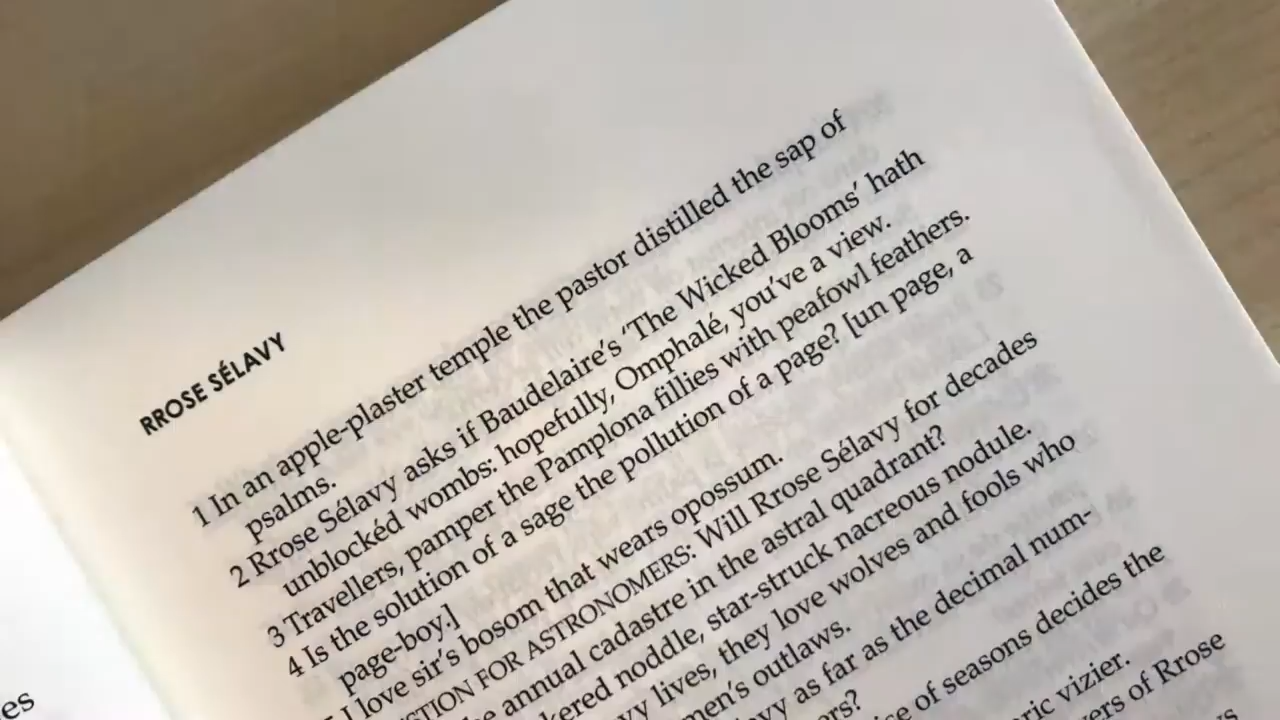 RROSE SÉLAVY
1 In an apple-plaster temple the pastor distilled the sap of
psalms.
2 Rrose Sélavy asks if Baudelaire's 'The Wicked Blooms' hath
unblockéd wombs: hopefully, Omphalé, you've a view.
3 Travellers, pamper the Pamplona fillies with peafowl feathers.
4 Is the solution of a sage the pollution of a page? [un page, a
page-boy.]
I love sir's bosom that wears opossum.
FOR ASTRONOMERS: Will Rrose Sélavy for decades
annual cadastre in the astral quadrant?
noddle, star-struck nacreous nodule.
lives, they love wolves and fools who
outlaws.
as far as the decimal num-
of seasons decides the
vizier.
of Rrose
es